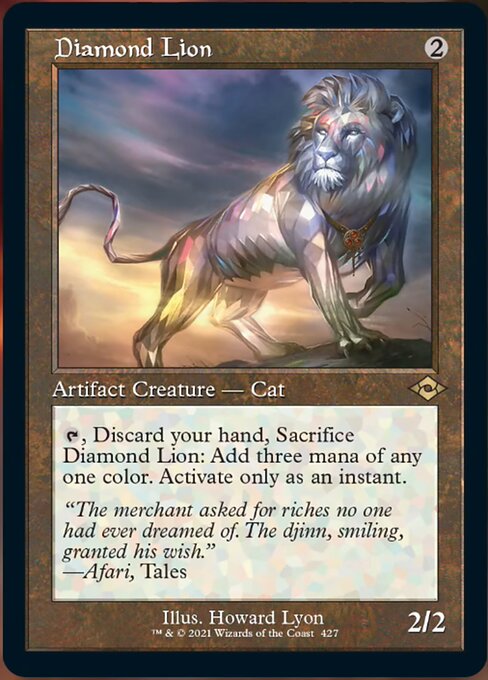 Diamond Lion 2
Artifact Creature — Cat
, Discard your hand, Sacrifice
Diamond Lion: Add three mana of any
one color. Activate only as an instant.
“The merchant asked for riches no one
had ever dreamed of. The djinn, smiling,
granted his wish.”
—Afari, Tales
Illus. Howard Lyon
™ & © 2021 Wizards of the Coast 427
2/2